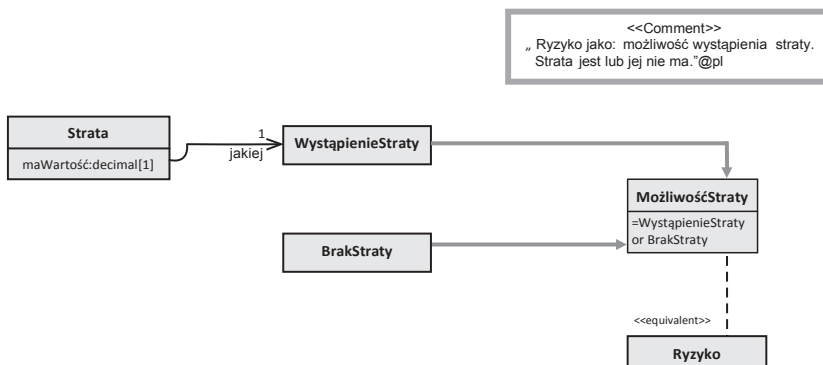 <<Comment>>
„ Ryzyko jako: możliwość wystąpienia straty.
Strata jest lub jej nie ma.”@pl
Strata
maWartość:decimal[1]
1
jakiej
WystąpienieStraty
MożliwośćStraty
=WystąpienieStraty
or BrakStraty
BrakStraty
<<equivalent>>
Ryzyko